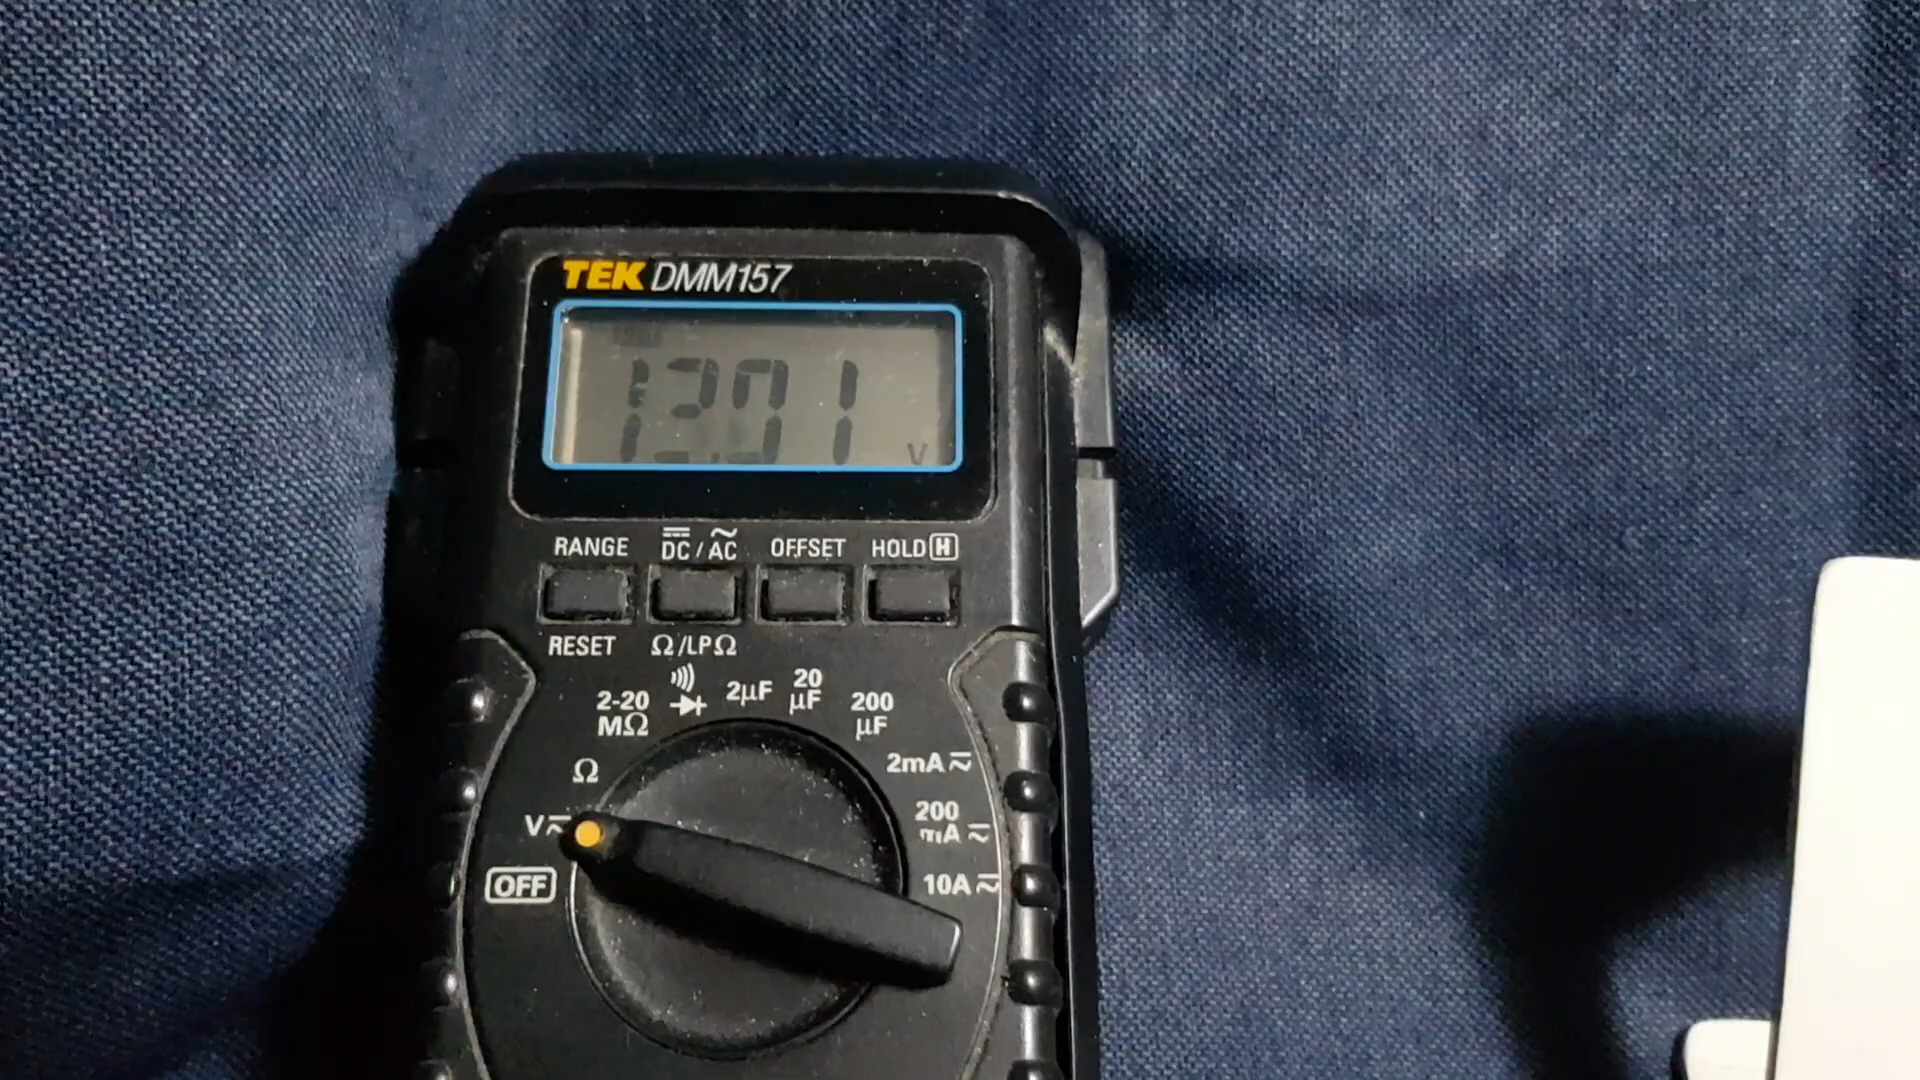 TEK DMM157
V
RANGE DC / AC OFFSET HOLD H
RESET Ω/LPΩ
2-20 MΩ
2µF
20 µF
200 µF
Ω
2mA
V
200 mA
OFF
10A